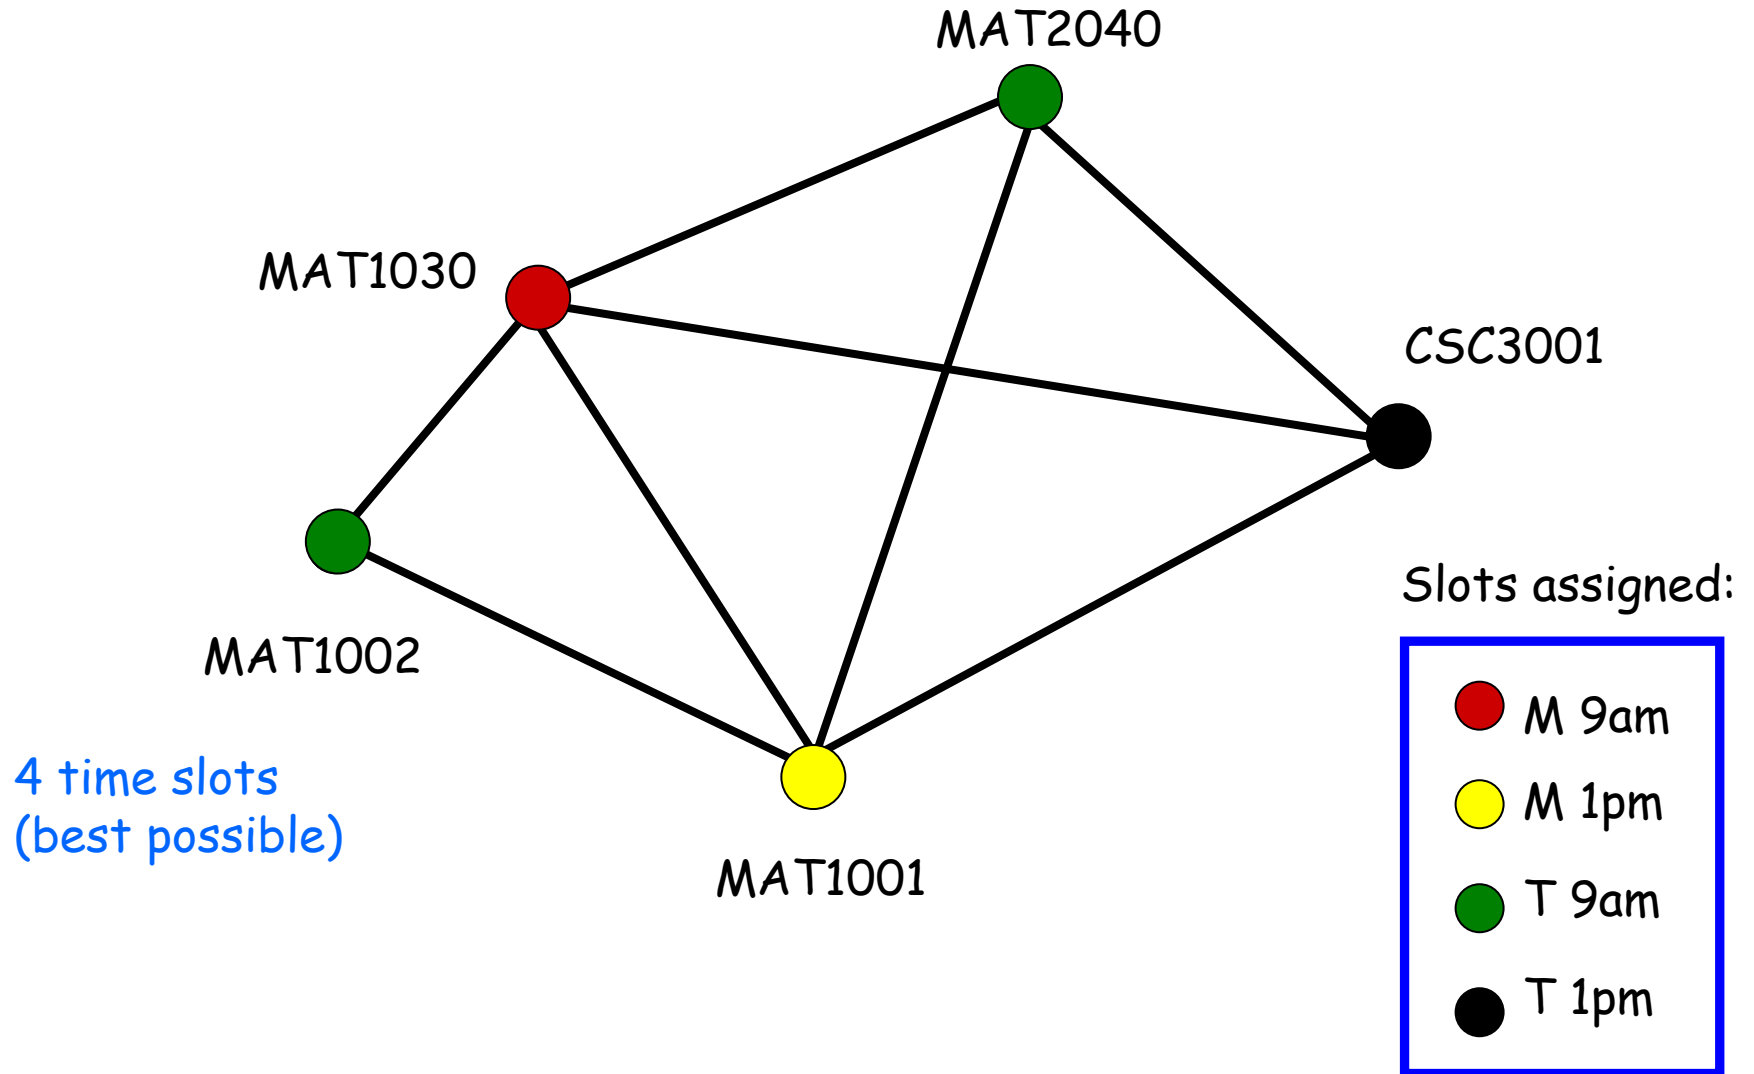 MAT2040
MAT1030
CSC3001
MAT1002
MAT1001
4 time slots
(best possible)
Slots assigned:
M 9am
M 1pm
T 9am
T 1pm